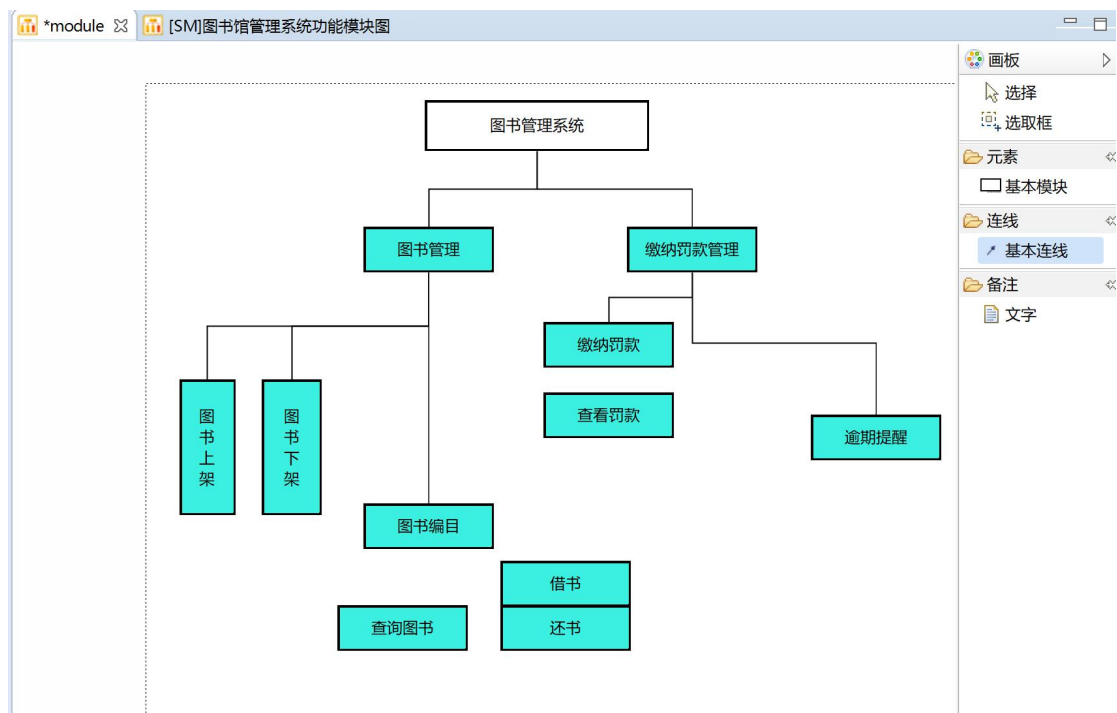 *module
[SM]图书馆管理系统功能模块图
画板
选择
选取框
元素
基本模块
连线
基本连线
备注
文字
图书管理系统
图书管理
缴纳罚款管理
缴纳罚款
查看罚款
逾期提醒
图书上架
图书下架
图书编目
借书
查询图书
还书